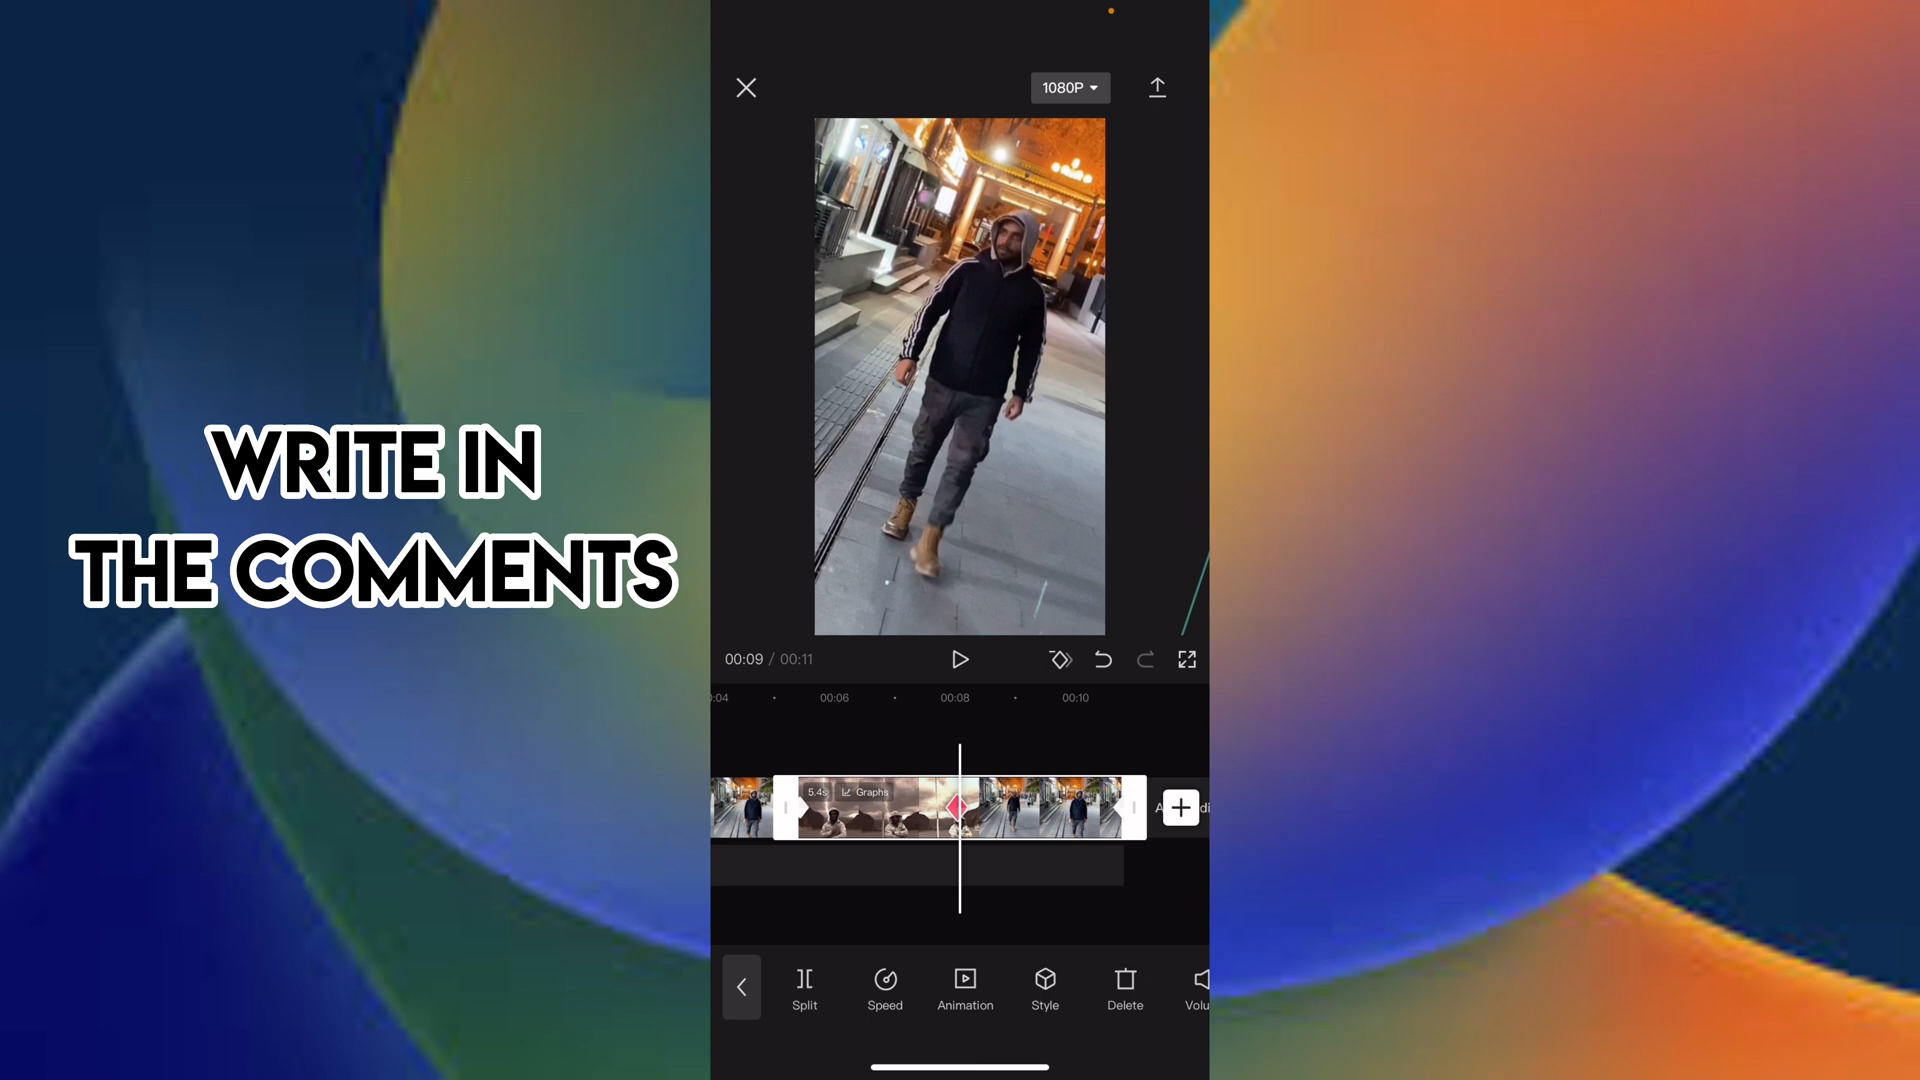 1080P
WRITE IN
THE COMMENTS
00:09 / 00:11
:04
00:06
00:08
00:10
5.4s
Graphs
Split
Speed
Animation
Style
Delete
Volu